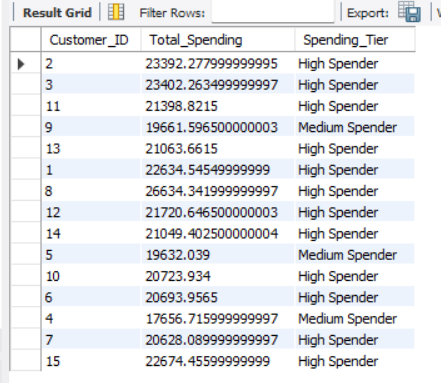 Result Grid Filter Rows: Export:
Customer_ID Total_Spending Spending_Tier
2 23392.277999999995 High Spender
3 23402.263499999997 High Spender
11 21398.8215 High Spender
9 19661.596500000003 Medium Spender
13 21063.6615 High Spender
1 22634.54549999999 High Spender
8 26634.341999999997 High Spender
12 21720.646500000003 High Spender
14 21049.402500000004 High Spender
5 19632.039 Medium Spender
10 20723.934 High Spender
6 20693.9565 High Spender
4 17656.715999999997 Medium Spender
7 20628.089999999997 High Spender
15 22674.45599999999 High Spender